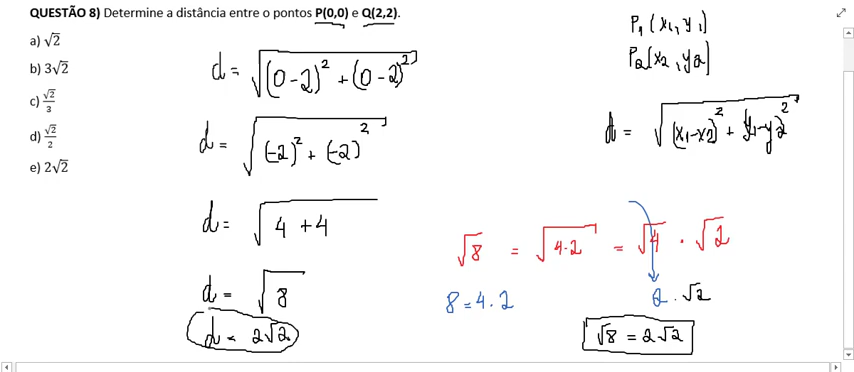 QUESTÃO 8) Determine a distância entre o pontos P(0,0) e Q(2,2).
a) √2
b) 3√2
c) √2/3
d) √2/2
e) 2√2
d = √((0-2)² + (0-2)²)
d = √((-2)² + (-2)²)
d = √(4 + 4)
d = √8
d = 2√2
P1 (x1, y1)
P2 (x2, y2)
d = √((x1-x2)² + (y1-y2)²)
√8 = √(4·2) = √4 · √2
8 = 4 · 2
2 · √2
√8 = 2√2